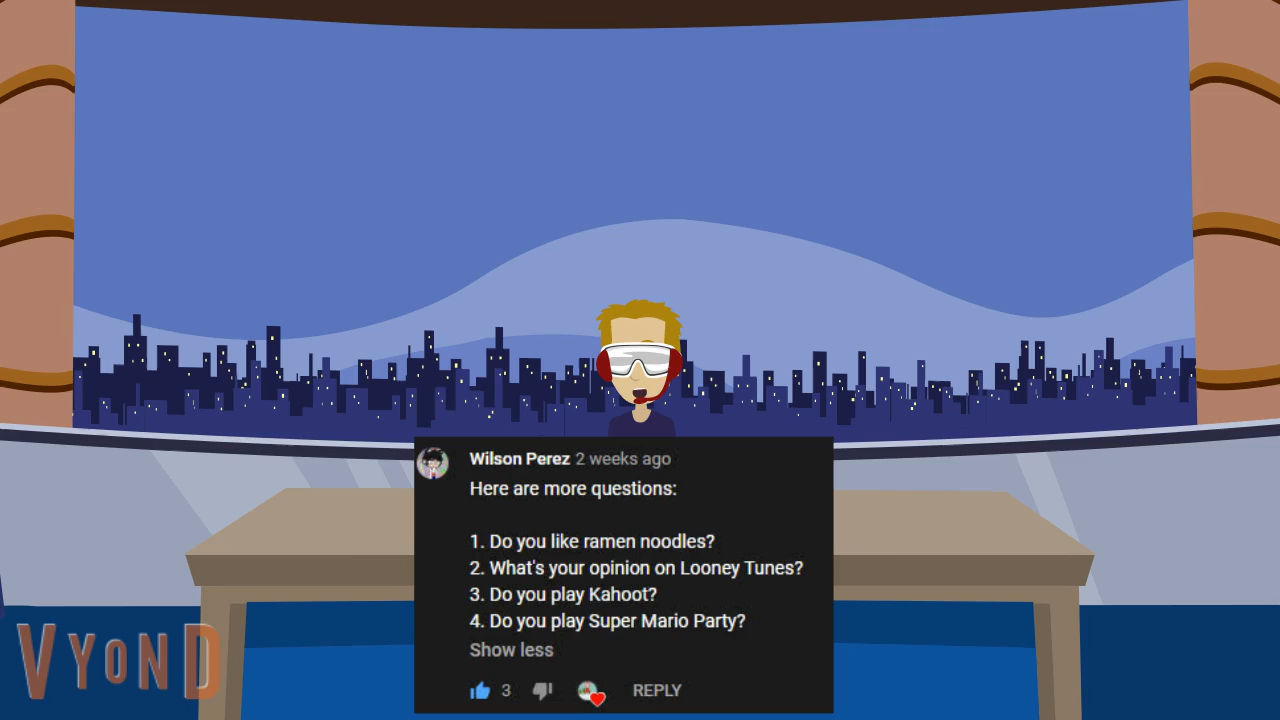 Wilson Perez 2 weeks ago
Here are more questions:
1. Do you like ramen noodles?
2. What's your opinion on Looney Tunes?
3. Do you play Kahoot?
4. Do you play Super Mario Party?
Show less
3 REPLY
VYOND